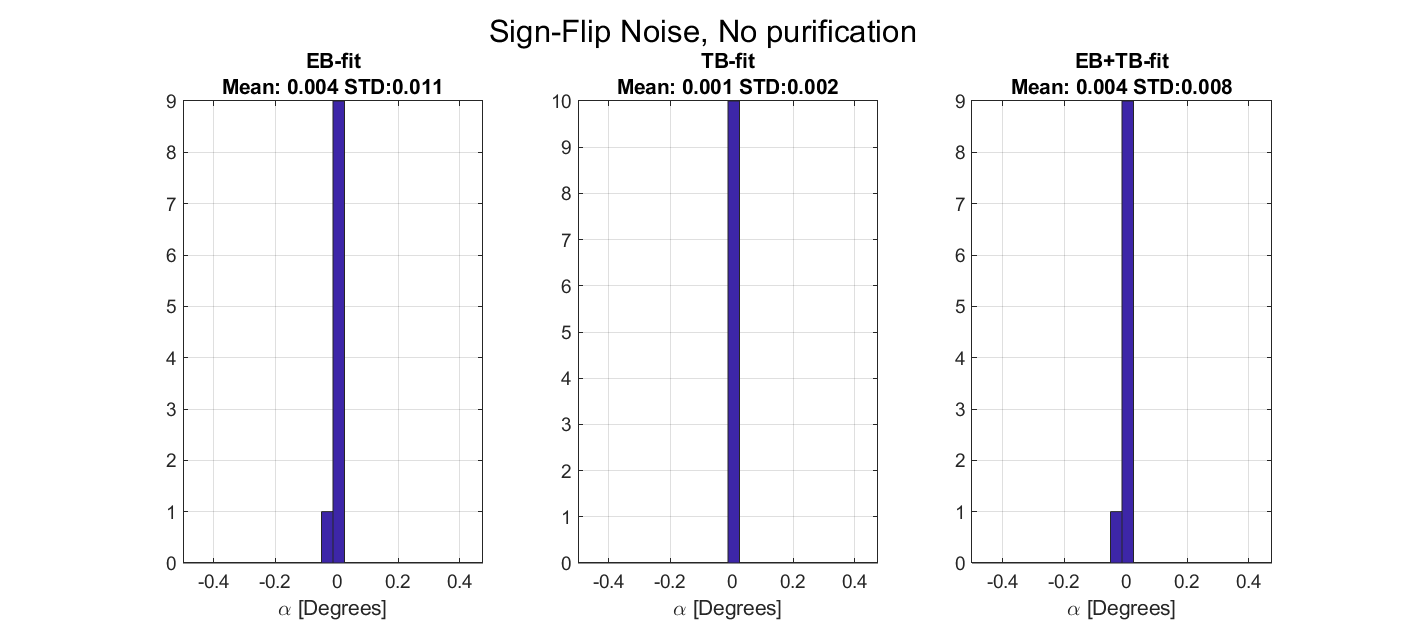 Sign-Flip Noise, No purification
EB-fit
Mean: 0.004 STD:0.011
9
8
7
6
5
4
3
2
1
0
-0.4 -0.2 0 0.2 0.4
α [Degrees]
TB-fit
Mean: 0.001 STD:0.002
10
9
8
7
6
5
4
3
2
1
0
-0.4 -0.2 0 0.2 0.4
α [Degrees]
EB+TB-fit
Mean: 0.004 STD:0.008
9
8
7
6
5
4
3
2
1
0
-0.4 -0.2 0 0.2 0.4
α [Degrees]